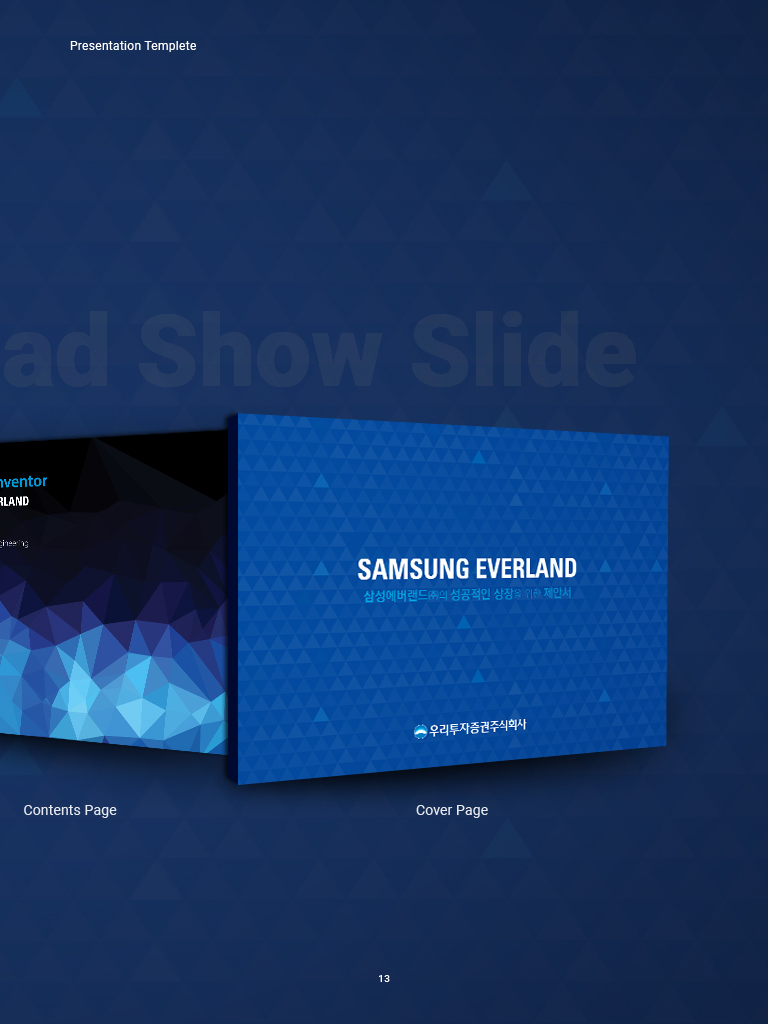 Presentation Templete
ad Show Slide
nventor
RLAND
gineering
SAMSUNG EVERLAND
삼성에버랜드㈜의 성공적인 상장을 위한 제안서
우리투자증권주식회사
Contents Page
Cover Page
13